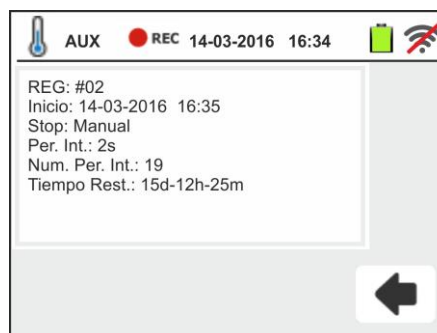 AUX REC 14-03-2016 16:34
REG: #02
Inicio: 14-03-2016 16:35
Stop: Manual
Per. Int.: 2s
Num. Per. Int.: 19
Tiempo Rest.: 15d-12h-25m